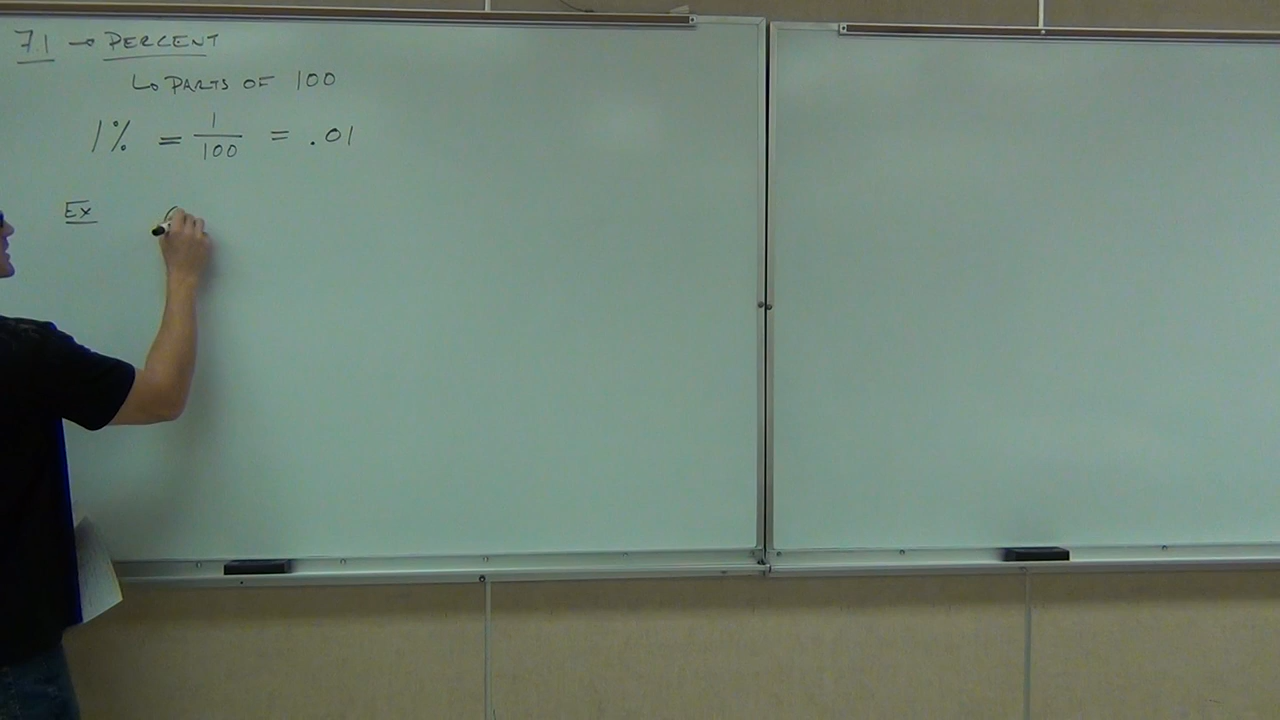 7.1 → PERCENT
↳ PARTS OF 100
1% = 1/100 = .01
Ex